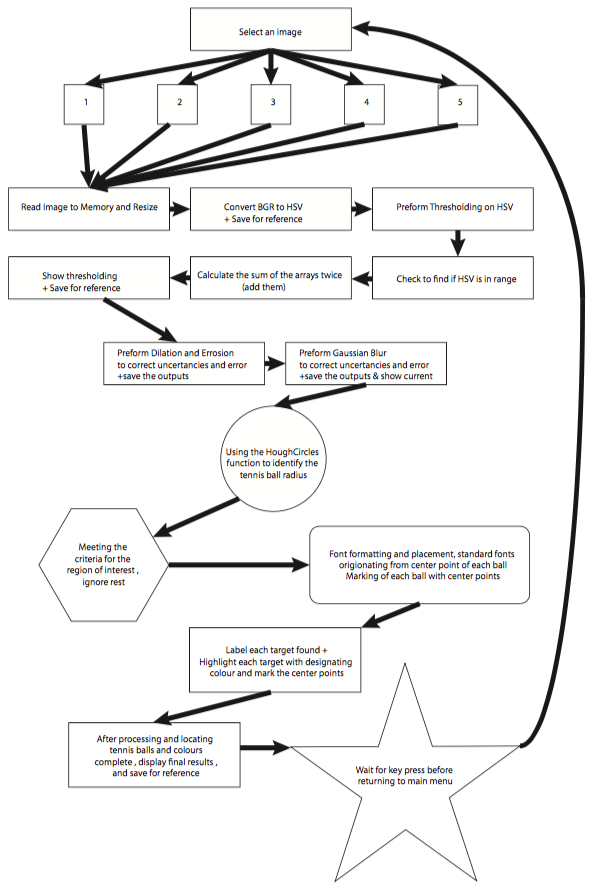 Select an image
1
2
3
4
5
Read Image to Memory and Resize
Convert BGR to HSV
+ Save for reference
Preform Thresholding on HSV
Show thresholding
+ Save for reference
Calculate the sum of the arrays twice
(add them)
Check to find if HSV is in range
Preform Dilation and Errosion
to correct uncertancies and error
+save the outputs
Preform Gaussian Blur
to correct uncertancies and error
+save the outputs & show current
Using the HoughCircles
function to identify the
tennis ball radius
Meeting the
criteria for the
region of interest ,
ignore rest
Font formatting and placement, standard fonts
origionating from center point of each ball
Marking of each ball with center points
Label each target found +
Highlight each target with designating
colour and mark the center points
After processing and locating
tennis balls and colours
complete , display final results ,
and save for reference
Wait for key press before
returning to main menu